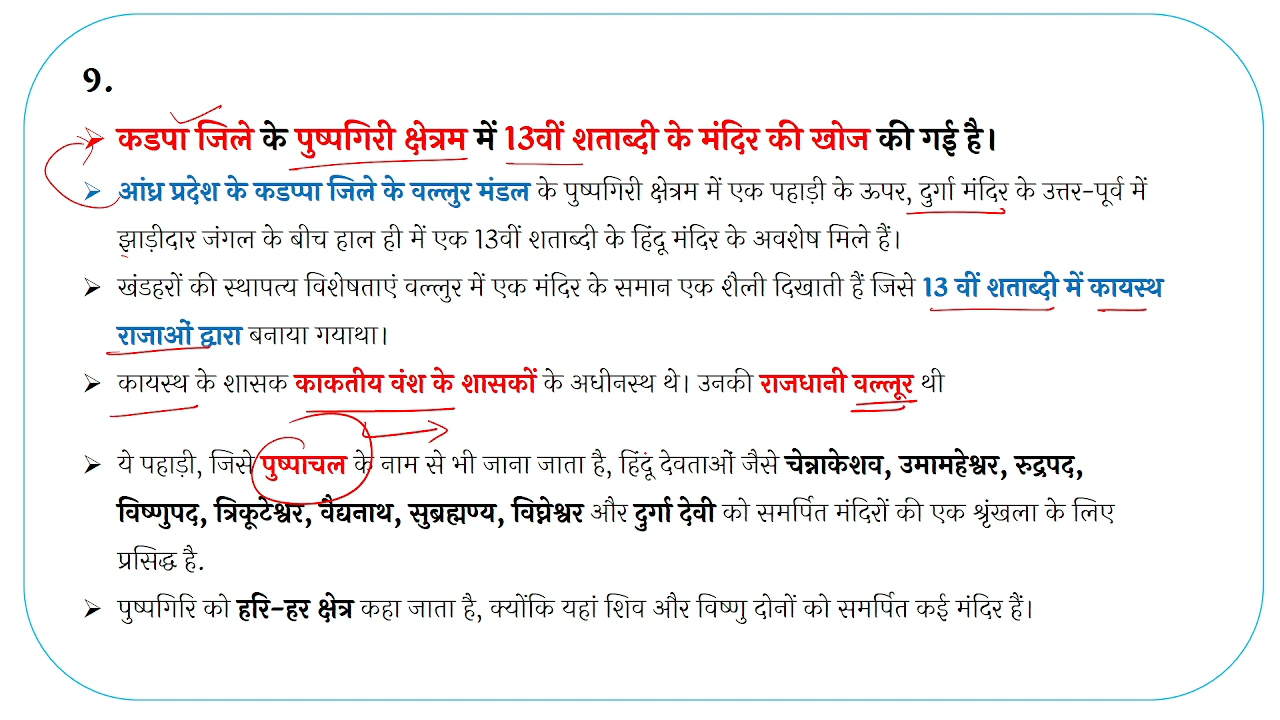 9.
➢ कडपा जिले के पुष्पगिरी क्षेत्रम में 13वीं शताब्दी के मंदिर की खोज की गई है।
➢ आंध्र प्रदेश के कडप्पा जिले के वल्लुर मंडल के पुष्पगिरी क्षेत्रम में एक पहाड़ी के ऊपर, दुर्गा मंदिर के उत्तर-पूर्व में
झाड़ीदार जंगल के बीच हाल ही में एक 13वीं शताब्दी के हिंदू मंदिर के अवशेष मिले हैं।
➢ खंडहरों की स्थापत्य विशेषताएं वल्लुर में एक मंदिर के समान एक शैली दिखाती हैं जिसे 13 वीं शताब्दी में कायस्थ
राजाओं द्वारा बनाया गयाथा।
➢ कायस्थ के शासक काकतीय वंश के शासकों के अधीनस्थ थे। उनकी राजधानी वल्लूर थी
➢ ये पहाड़ी, जिसे पुष्पाचल के नाम से भी जाना जाता है, हिंदू देवताओं जैसे चेन्नाकेशव, उमामहेश्वर, रुद्रपद,
विष्णुपद, त्रिकूटेश्वर, वैद्यनाथ, सुब्रह्मण्य, विघ्नेश्वर और दुर्गा देवी को समर्पित मंदिरों की एक श्रृंखला के लिए
प्रसिद्ध है.
➢ पुष्पगिरि को हरि-हर क्षेत्र कहा जाता है, क्योंकि यहां शिव और विष्णु दोनों को समर्पित कई मंदिर हैं।